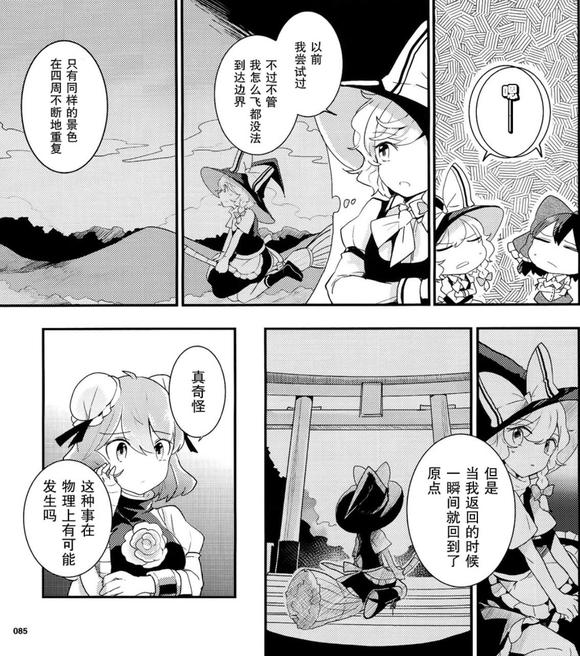 嗯——
以前
我尝试过
不过不管
我怎么飞都没法
到达边界
只有同样的景色
在四周不断地重复
但是
当我返回的时候
一瞬间就回到了
原点
真奇怪
这种事在
物理上有可能
发生吗
085